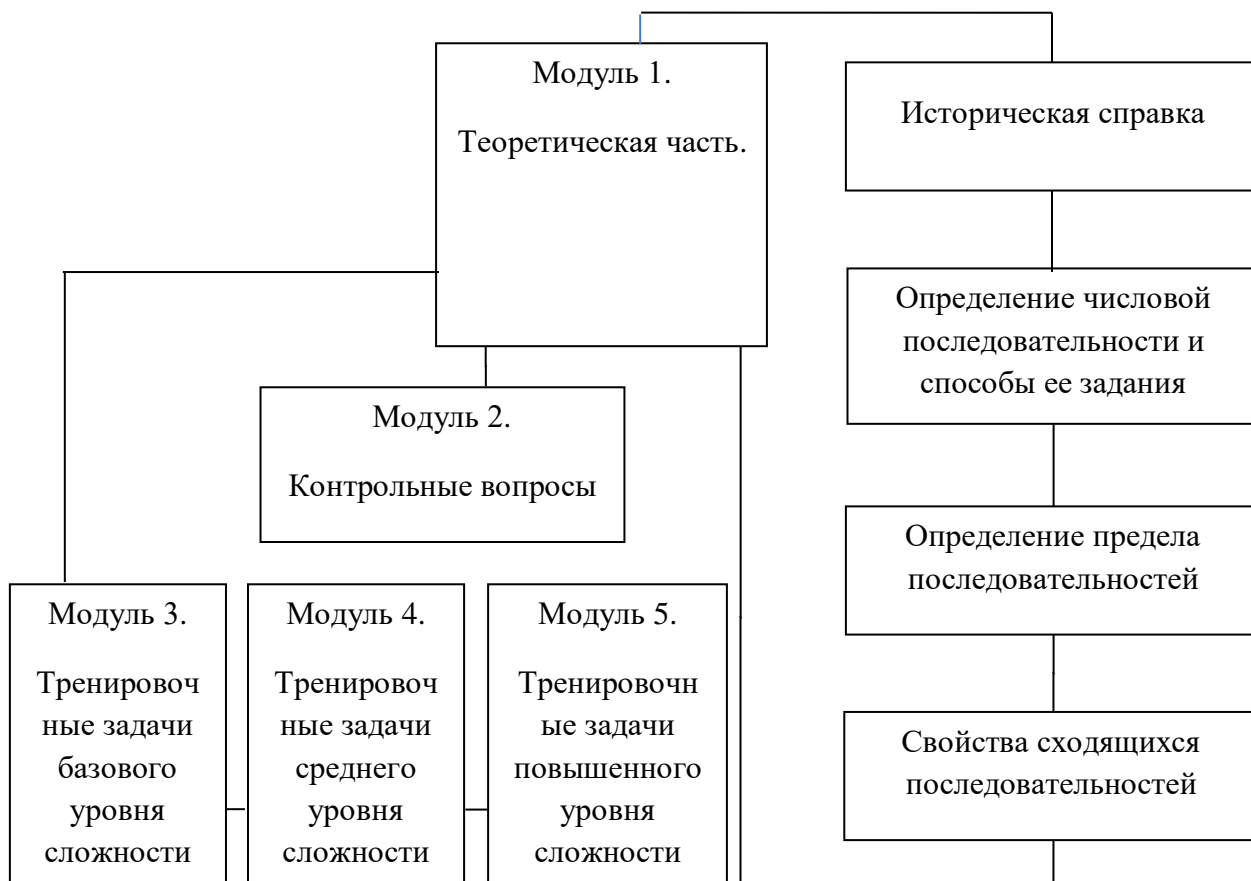 Модуль 1.
Теоретическая часть.
Историческая справка
Определение числовой
последовательности и
способы ее задания
Модуль 2.
Контрольные вопросы
Определение предела
последовательностей
Модуль 3.
Тренировоч
ные задачи
базового
уровня
сложности
Модуль 4.
Тренировоч
ные задачи
среднего
уровня
сложности
Модуль 5.
Тренировочн
ые задачи
повышенного
уровня
сложности
Свойства сходящихся
последовательностей